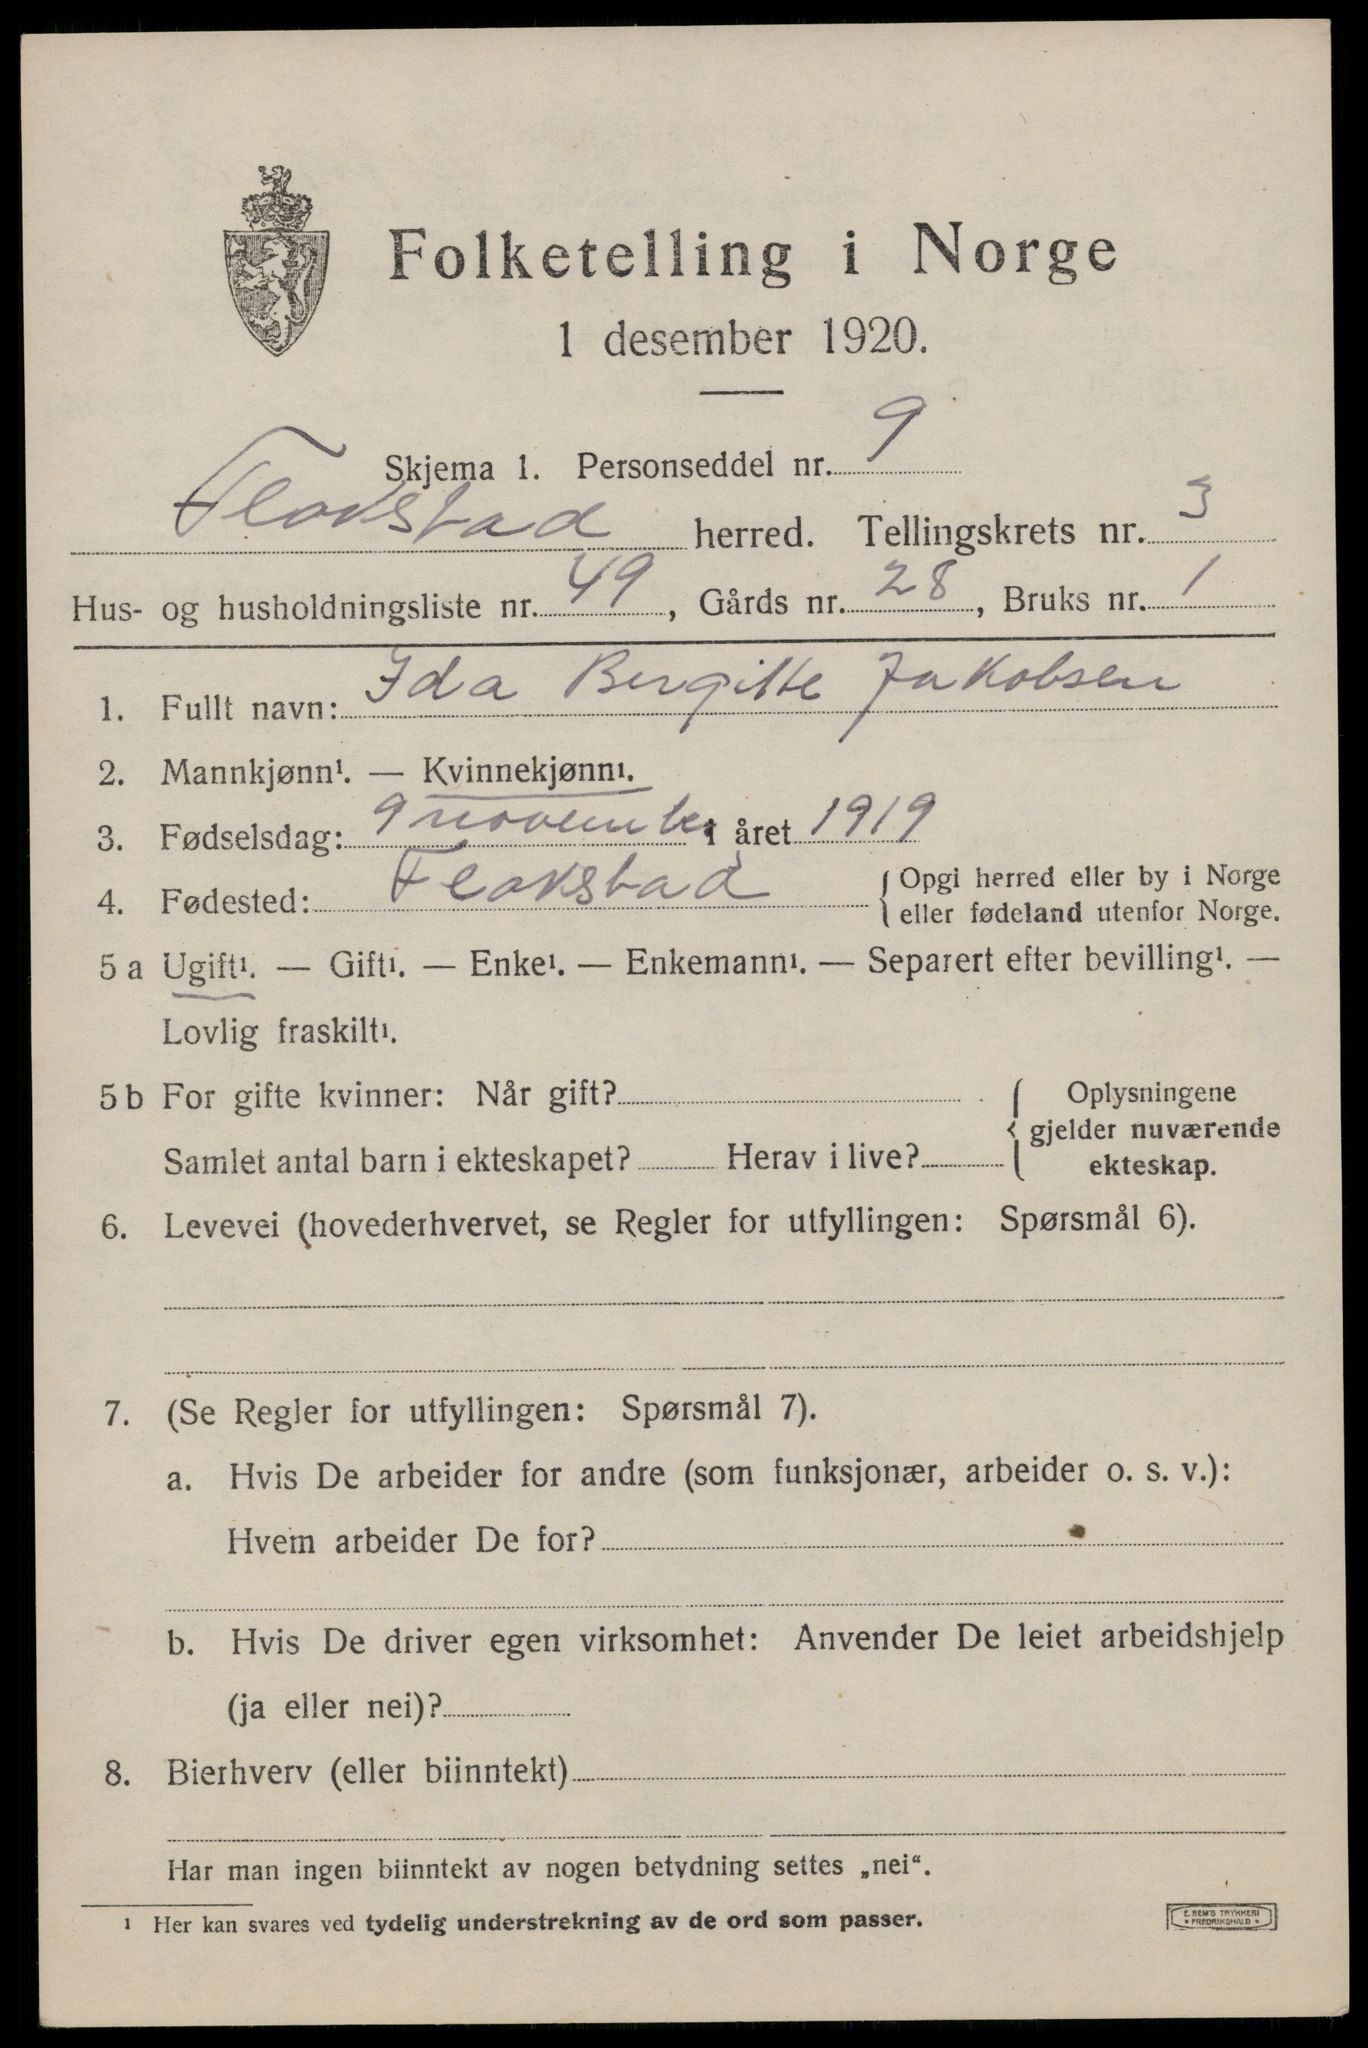 Folketelling i Norge
1 desember 1920.
Skjema 1. Personseddel nr. 9
Flakstad herred. Tellingskrets nr. 3
Hus- og husholdningsliste nr. 49, Gårds nr. 28, Bruks nr. 1
1. Fullt navn: Ida Bergitte Jakobsen
2. Mannkjønn¹. — Kvinnekjønn¹.
3. Fødselsdag: 9 november i året 1919
4. Fødested: Flakstad { Opgi herred eller by i Norge
eller fødeland utenfor Norge.
5 a Ugift¹. — Gift¹. — Enke¹. — Enkemann¹. — Separert efter bevilling¹. —
Lovlig fraskilt¹.
5 b For gifte kvinner: Når gift? { Oplysningene
gjelder nuværende
Samlet antal barn i ekteskapet? Herav i live? ekteskap.
6. Levevei (hovederhvervet, se Regler for utfyllingen: Spørsmål 6).
7. (Se Regler for utfyllingen: Spørsmål 7).
a. Hvis De arbeider for andre (som funksjonær, arbeider o. s. v.):
Hvem arbeider De for?
b. Hvis De driver egen virksomhet: Anvender De leiet arbeidshjelp
(ja eller nei)?
8. Bierhverv (eller biinntekt)
Har man ingen biinntekt av nogen betydning settes „nei“.
¹ Her kan svares ved tydelig understrekning av de ord som passer.
E. SEM'S TRYKKERI
• FREDRIKSHALD •